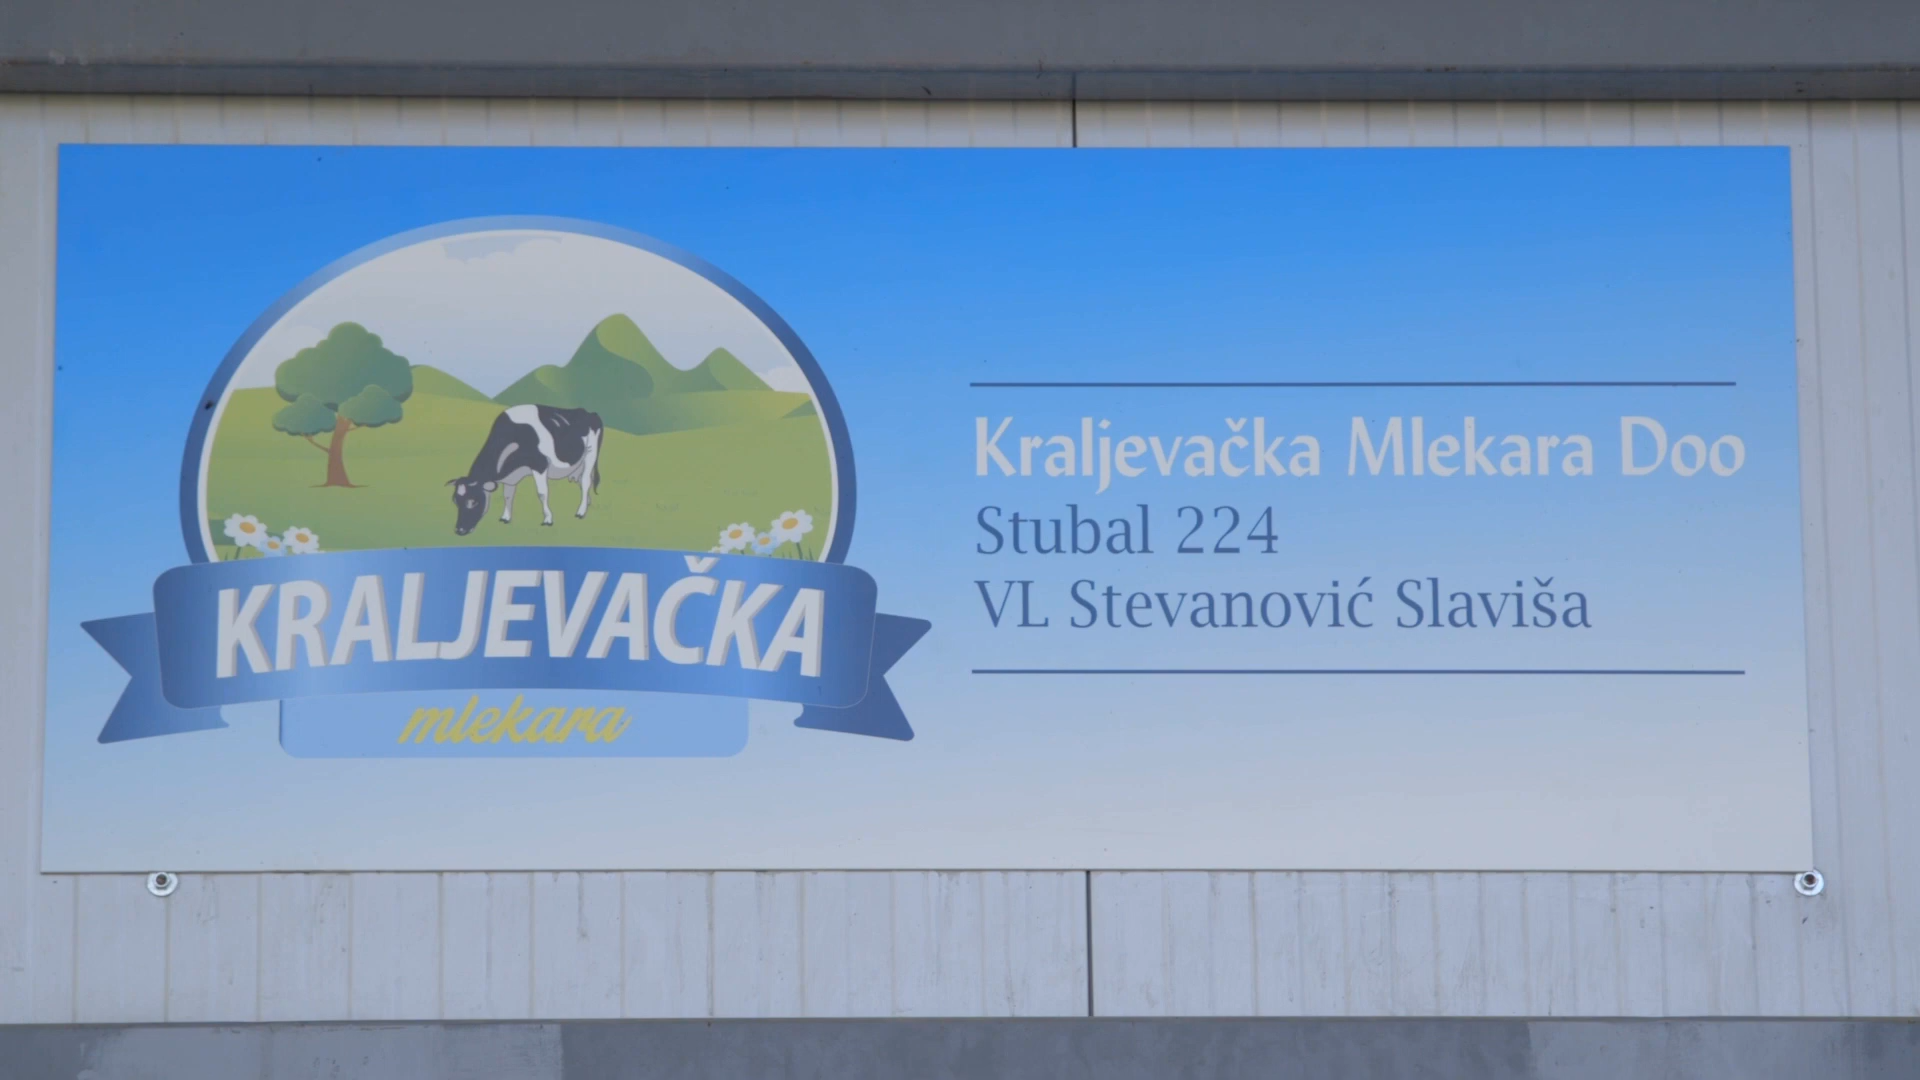 KRALJEVAČKA
mlekara
Kraljevačka Mlekara Doo
Stubal 224
VL Stevanović Slaviša